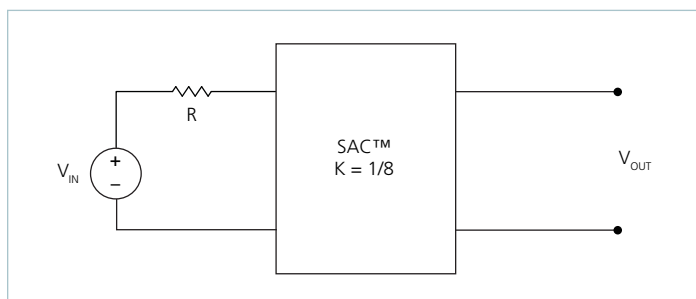 R
SAC™
K = 1/8
+
−
V_IN
V_OUT